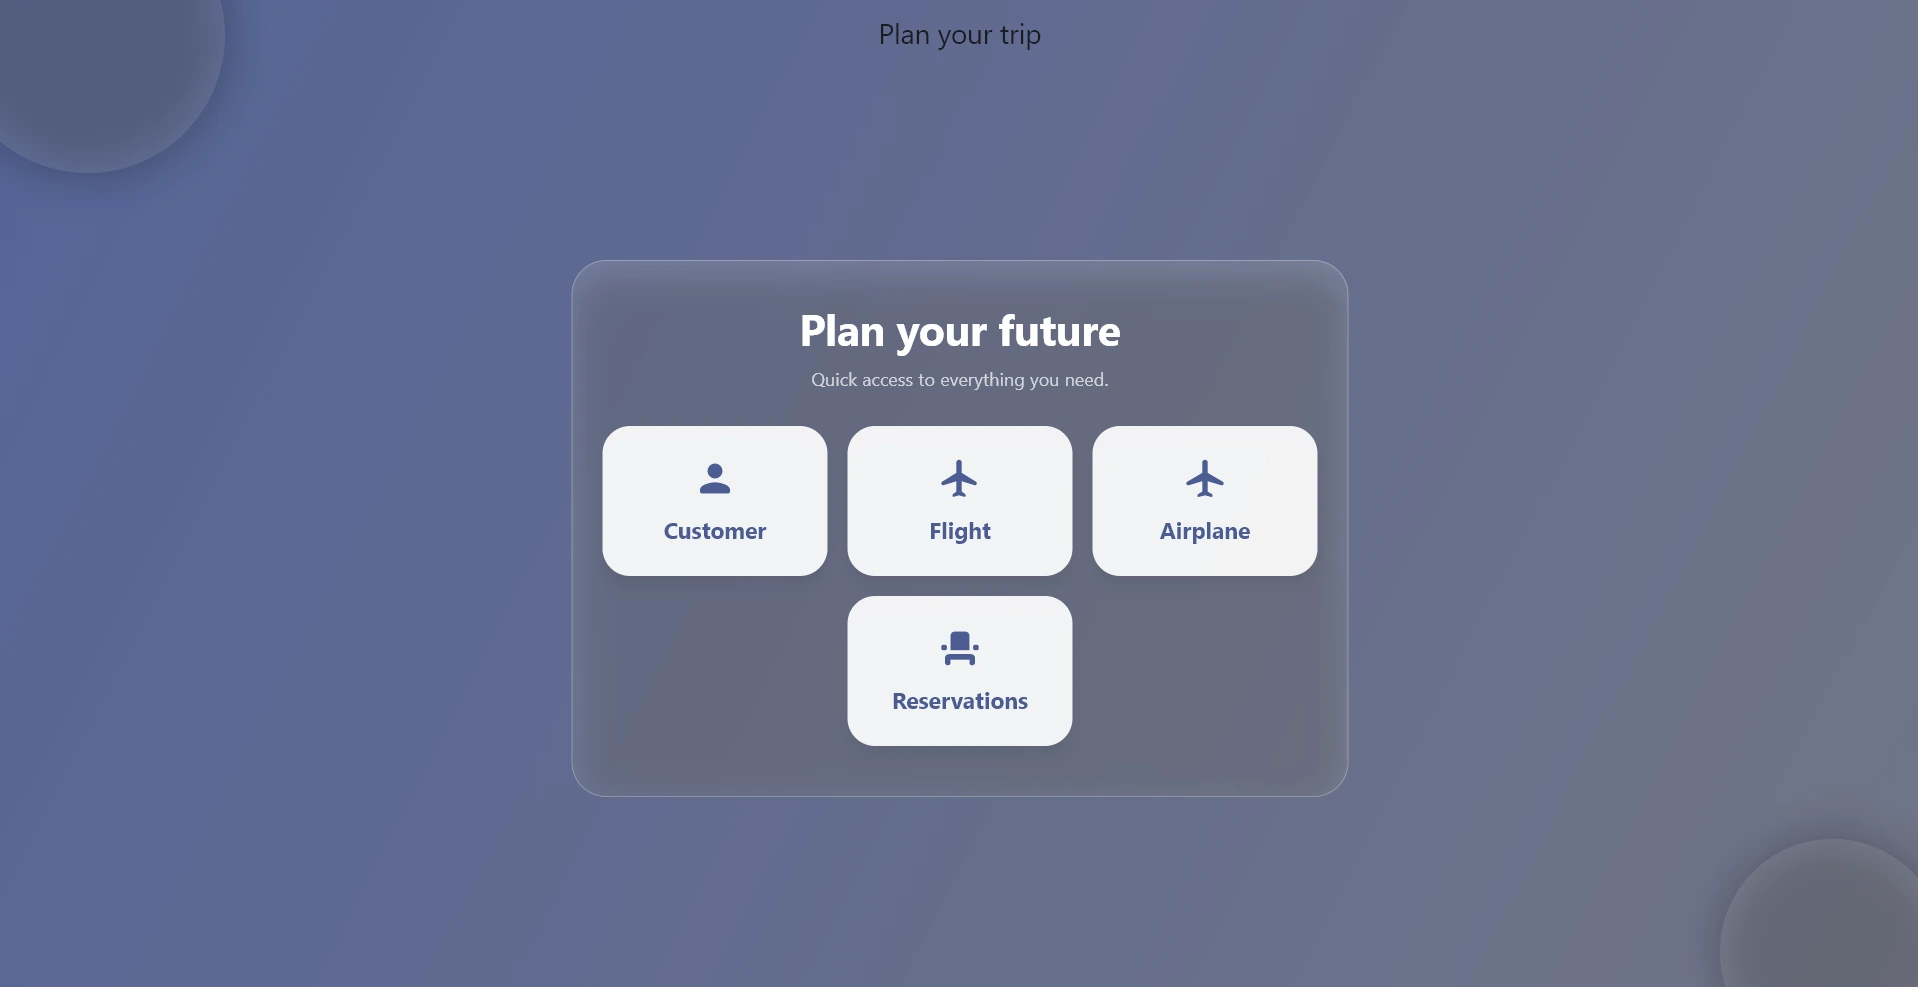 Plan your trip
Plan your future
Quick access to everything you need.
Customer
Flight
Airplane
Reservations